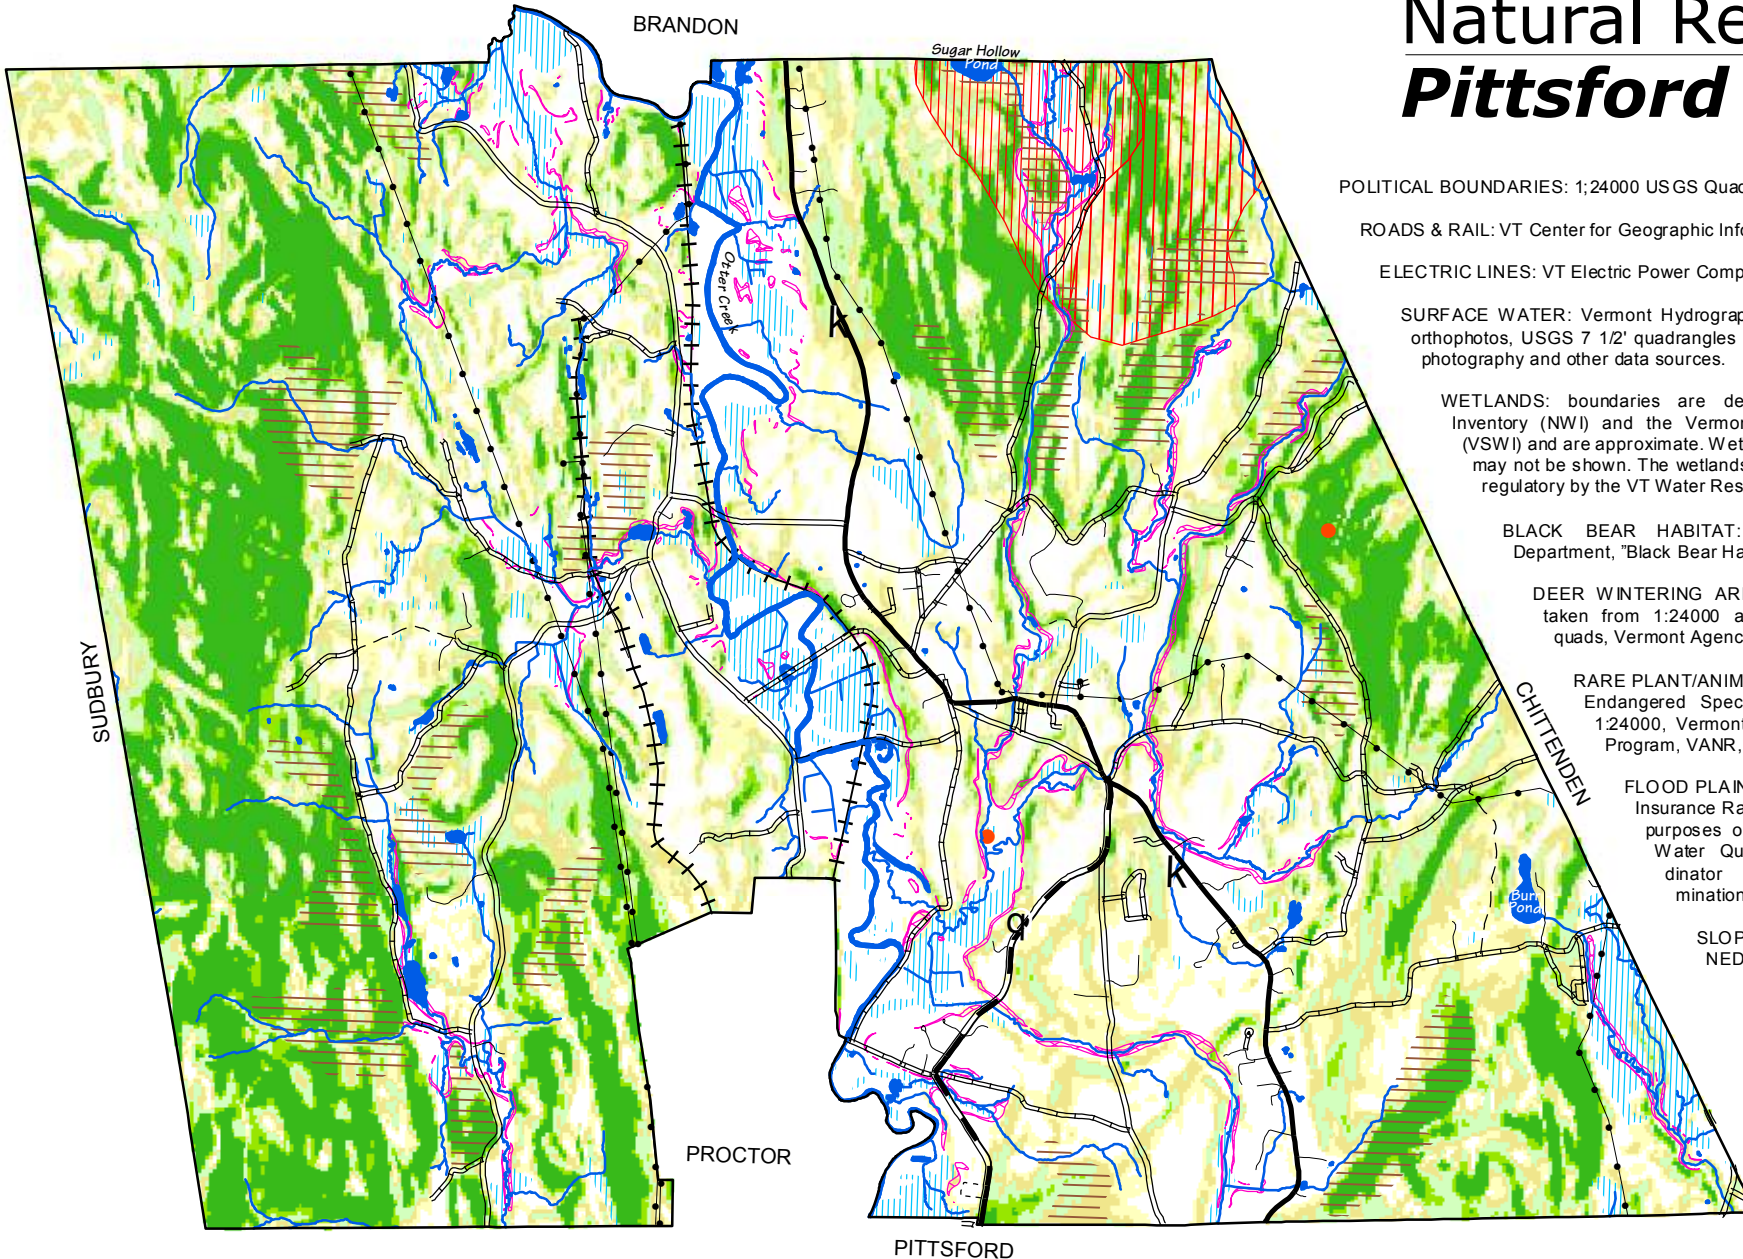 Natural Re
Pittsford
BRANDON
Sugar Hollow
Pond
POLITICAL BOUNDARIES: 1;24000 USGS Quad
ROADS & RAIL: VT Center for Geographic Info
ELECTRIC LINES: VT Electric Power Comp
SURFACE WATER: Vermont Hydrograp
orthophotos, USGS 7 1/2' quadrangles
photography and other data sources.
WETLANDS: boundaries are de
Inventory (NWI) and the Vermon
(VSWI) and are approximate. Wet
may not be shown. The wetlands
regulatory by the VT Water Res
BLACK BEAR HABITAT:
Department, "Black Bear Ha
DEER WINTERING ARE
taken from 1:24000 a
quads, Vermont Agenc
RARE PLANT/ANIM
Endangered Spec
1:24000, Vermont
Program, VANR,
FLOOD PLAIN
Insurance Ra
purposes o
Water Qu
dinator
mination
SLOP
NED
Otter Creek
k
SUDBURY
CHITTENDEN
k
Burr
Pond
q
PROCTOR
PITTSFORD